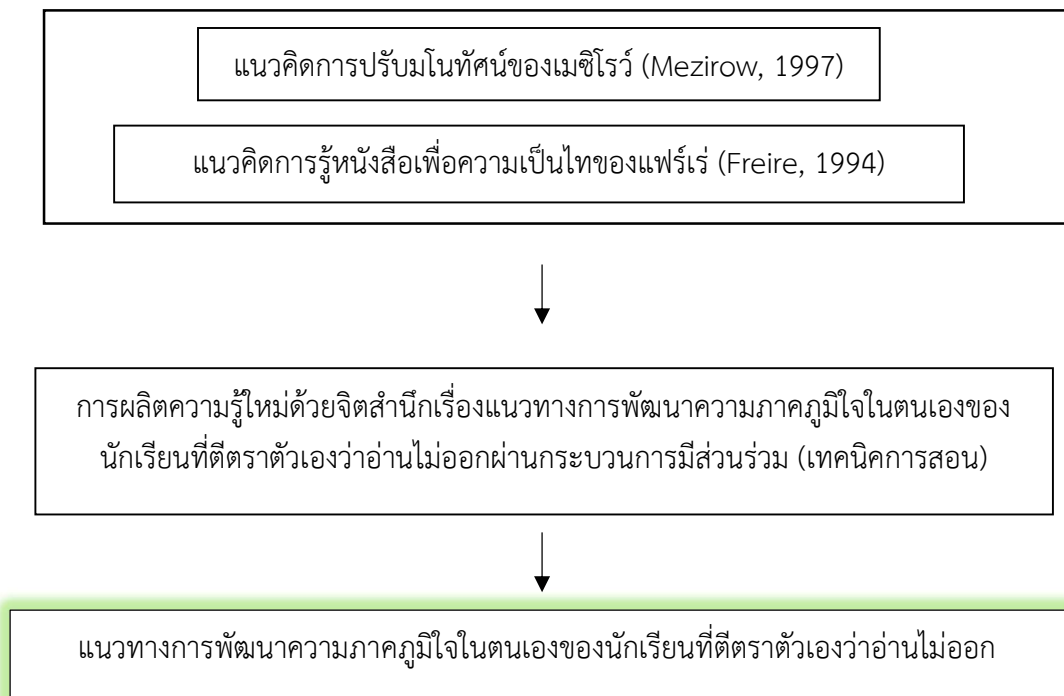 แนวคิดการปรับมโนทัศน์ของเมซิโรว์ (Mezirow, 1997)
แนวคิดการรู้หนังสือเพื่อความเป็นไทของแฟร์เร่ (Freire, 1994)
การผลิตความรู้ใหม่ด้วยจิตสำนึกเรื่องแนวทางการพัฒนาความภาคภูมิใจในตนเองของ
นักเรียนที่ตีตราตัวเองว่าอ่านไม่ออกผ่านกระบวนการมีส่วนร่วม (เทคนิคการสอน)
แนวทางการพัฒนาความภาคภูมิใจในตนเองของนักเรียนที่ตีตราตัวเองว่าอ่านไม่ออก